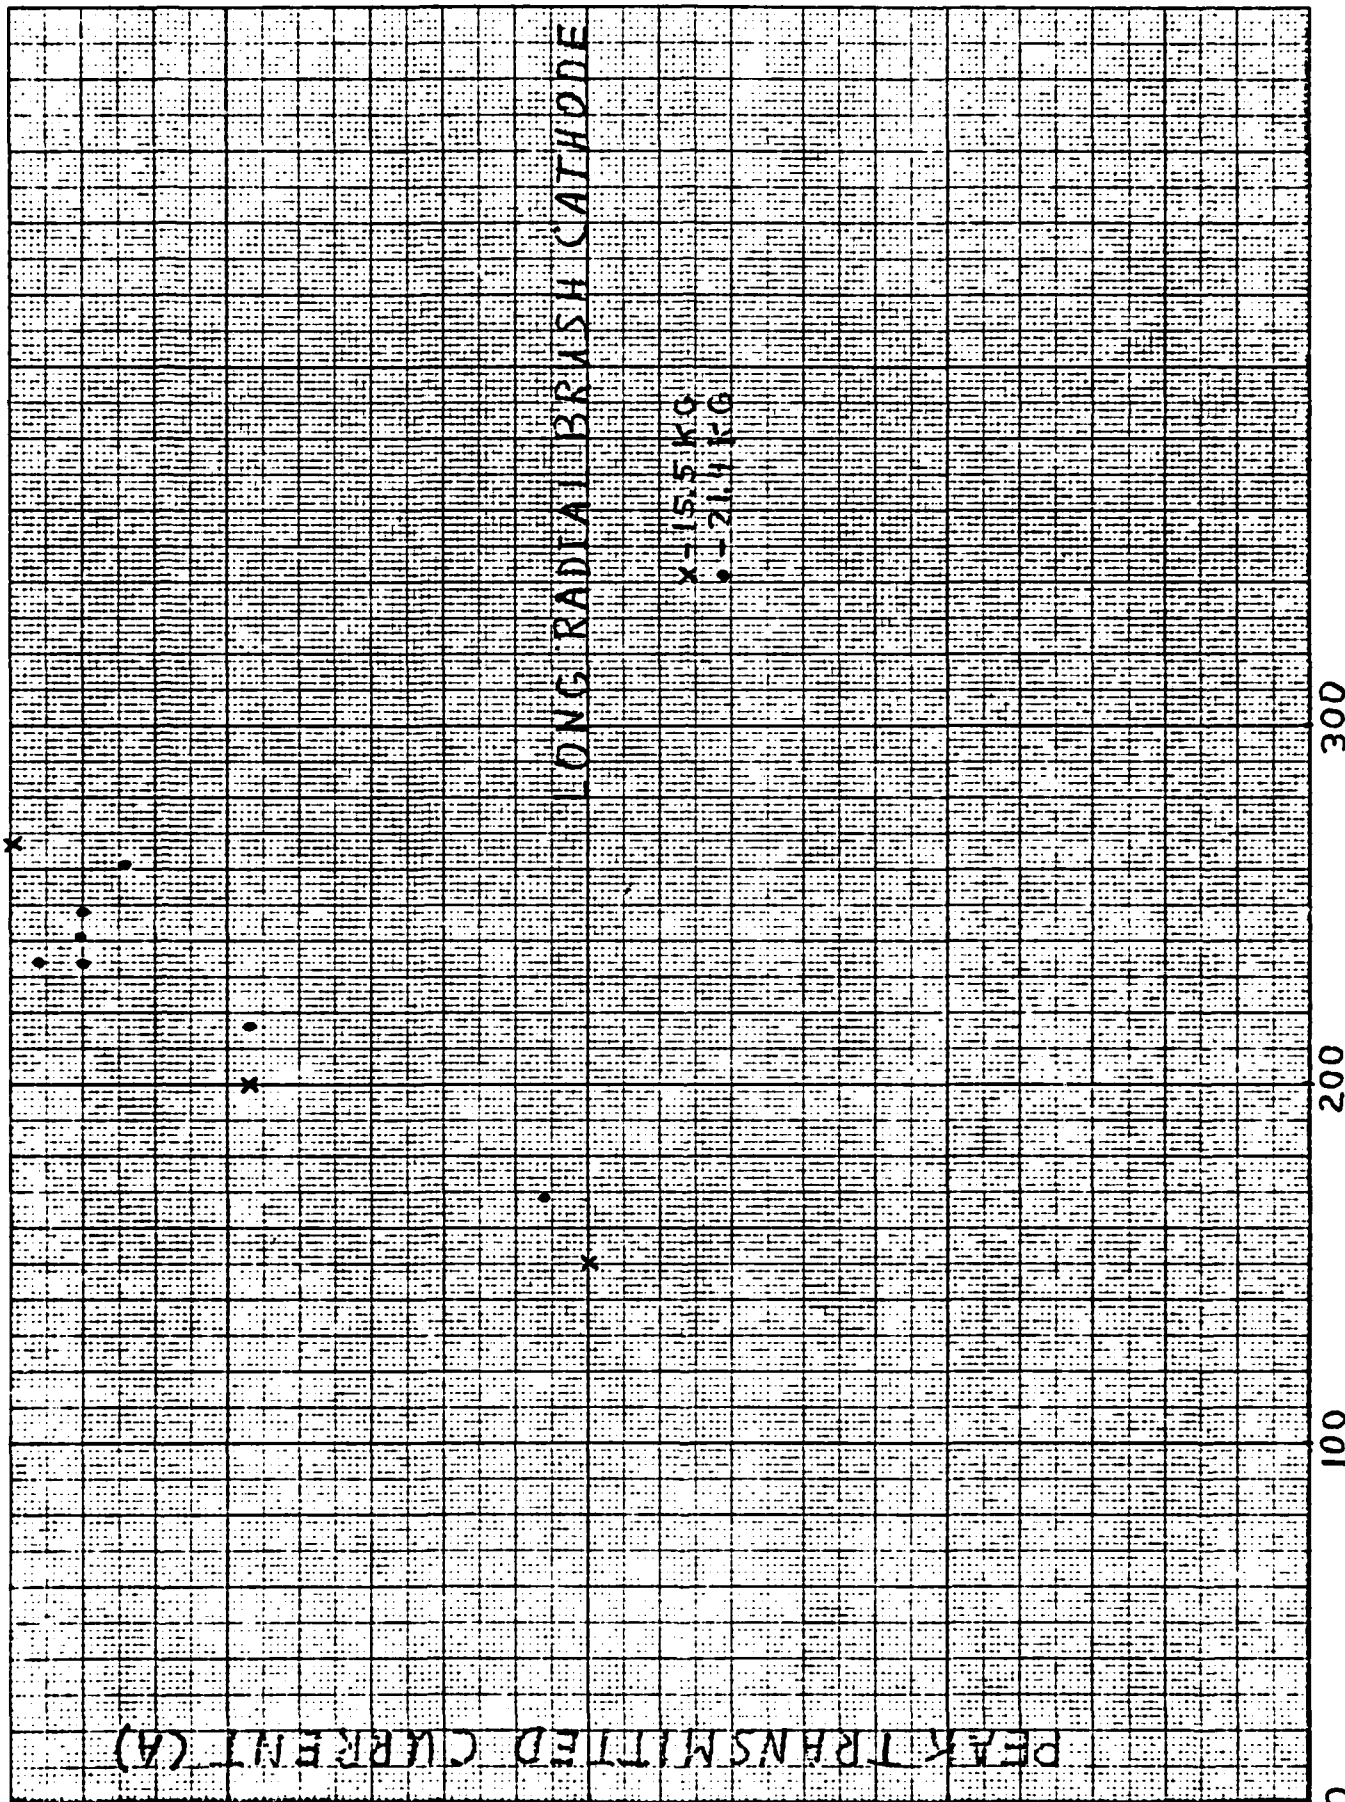 PEAK TRANSMITTED CURRENT (A)
LONG RADIAL BRUSH CATHODE
x - 15.5 KG
• - 21.4 KG
0
100
200
300